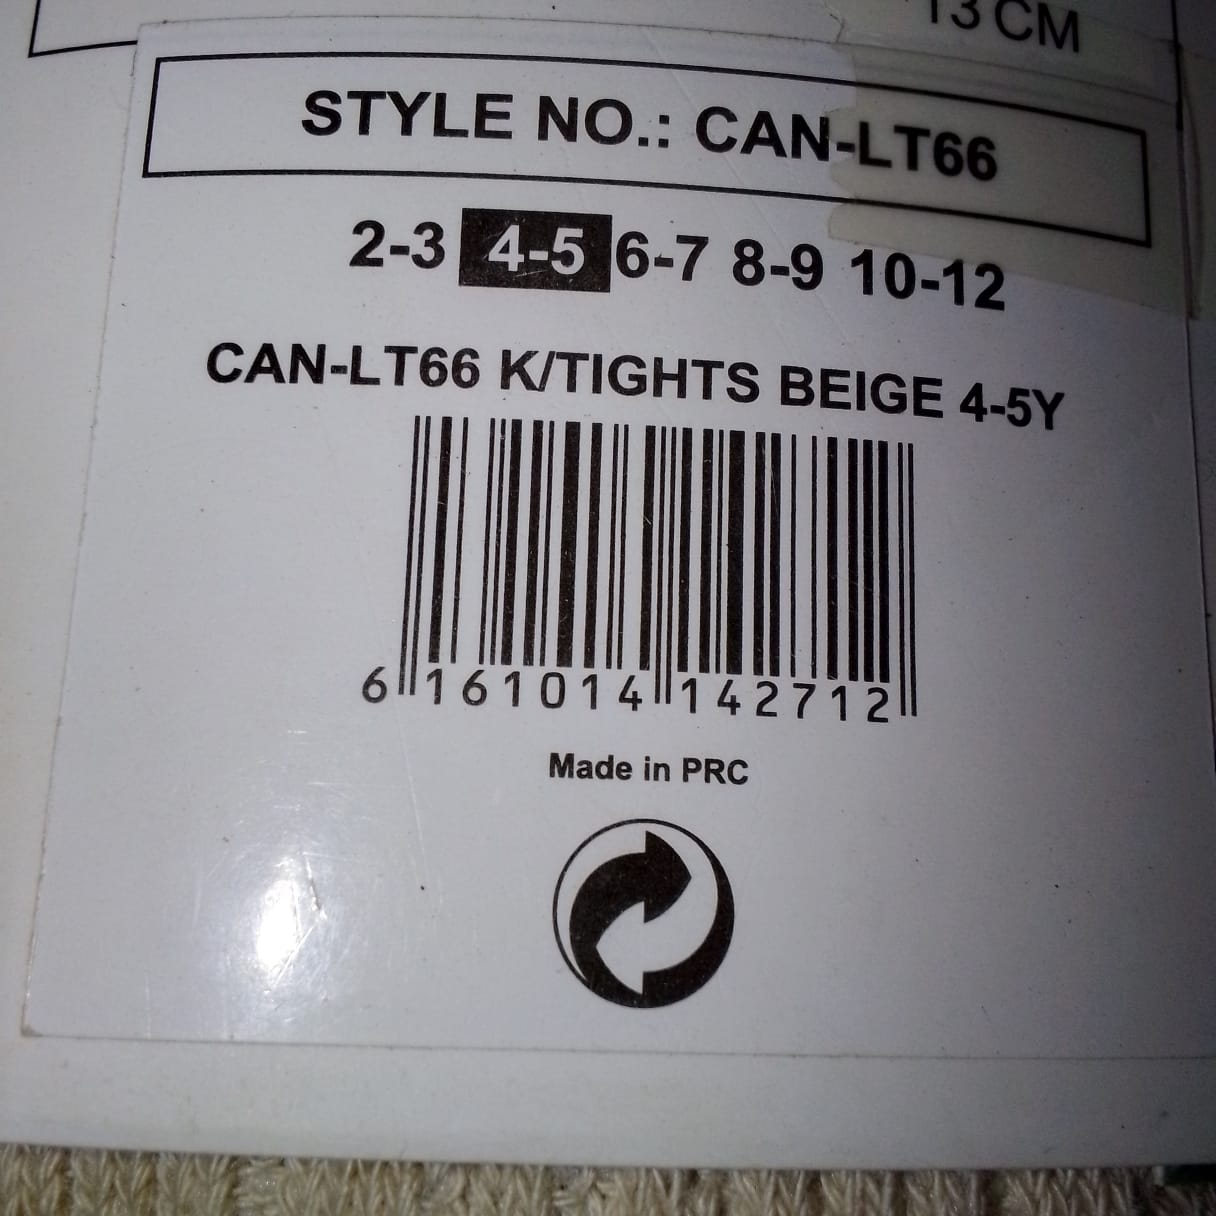 13 CM
STYLE NO.: CAN-LT66
2-3 4-5 6-7 8-9 10-12
CAN-LT66 K/TIGHTS BEIGE 4-5Y
6 161014 142712
Made in PRC